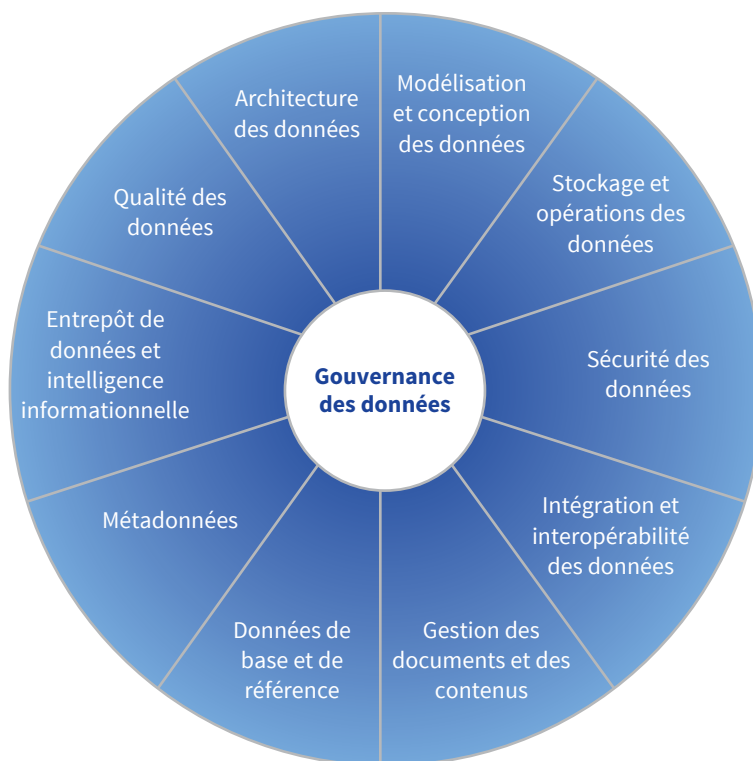 Architecture
des données
Modélisation
et conception
des données
Stockage et
opérations des
données
Sécurité des
données
Intégration et
interopérabilité
des données
Gestion des
documents et des
contenus
Données de
base et de
référence
Métadonnées
Entrepôt de
données et
intelligence
informationnelle
Qualité des
données
Gouvernance
des données